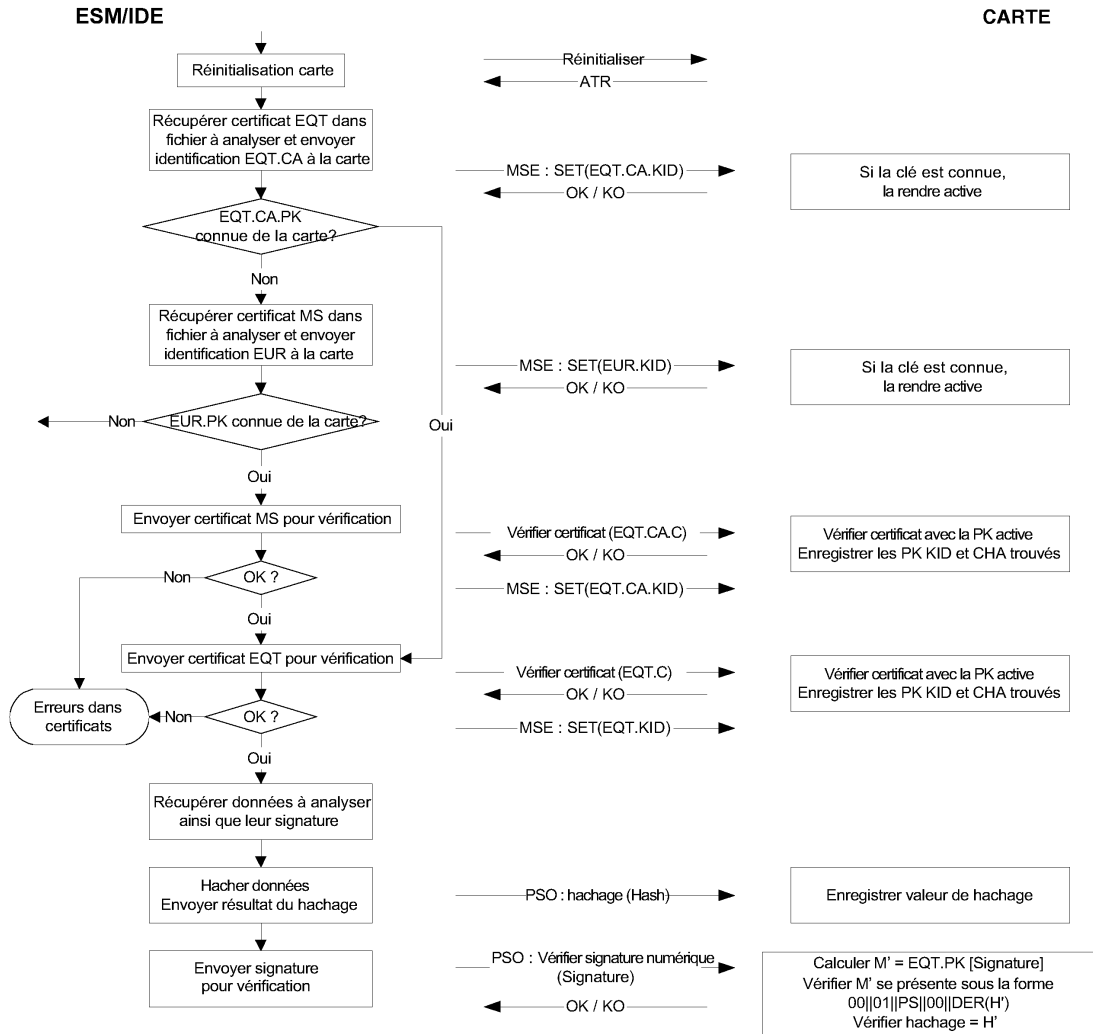 ESM/IDE
CARTE
Réinitialisation carte
Réinitialiser
ATR
Récupérer certificat EQT dans
fichier à analyser et envoyer
identification EQT.CA à la carte
MSE : SET(EQT.CA.KID)
OK / KO
Si la clé est connue,
la rendre active
EQT.CA.PK
connue de la carte?
Non
Oui
Récupérer certificat MS dans
fichier à analyser et envoyer
identification EUR à la carte
MSE : SET(EUR.KID)
OK / KO
Si la clé est connue,
la rendre active
Non
EUR.PK connue de la carte?
Oui
Envoyer certificat MS pour vérification
Vérifier certificat (EQT.CA.C)
OK / KO
Vérifier certificat avec la PK active
Enregistrer les PK KID et CHA trouvés
Non
OK ?
MSE : SET(EQT.CA.KID)
Oui
Envoyer certificat EQT pour vérification
Vérifier certificat (EQT.C)
OK / KO
Vérifier certificat avec la PK active
Enregistrer les PK KID et CHA trouvés
Erreurs dans
certificats
Non
OK ?
MSE : SET(EQT.KID)
Oui
Récupérer données à analyser
ainsi que leur signature
Hacher données
Envoyer résultat du hachage
PSO : hachage (Hash)
Enregistrer valeur de hachage
Envoyer signature
pour vérification
PSO : Vérifier signature numérique
(Signature)
OK / KO
Calculer M' = EQT.PK [Signature]
Vérifier M' se présente sous la forme
00||01||PS||00||DER(H')
Vérifier hachage = H'